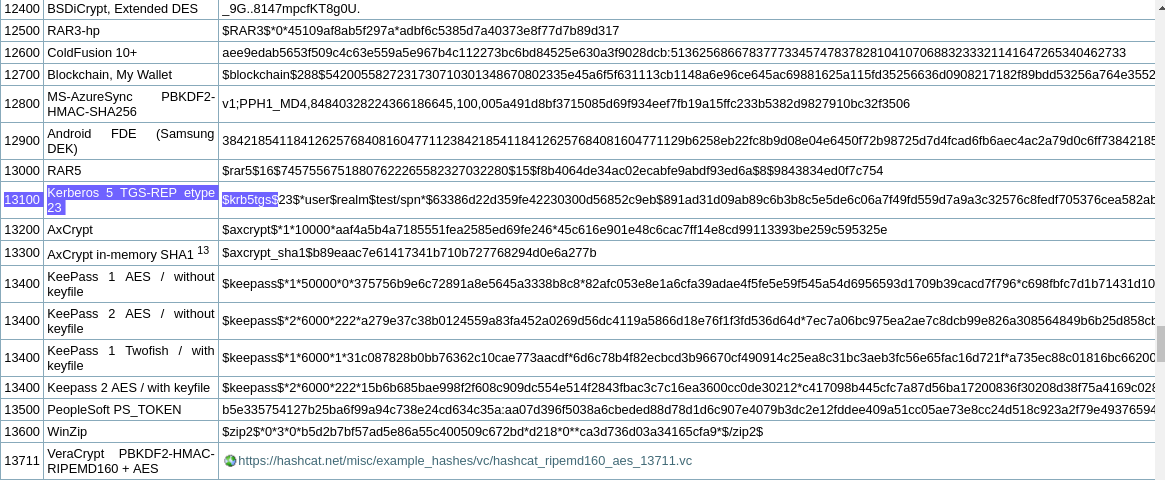 12400 BSDiCrypt, Extended DES _9G..8147mpcfKT8g0U.
12500 RAR3-hp $RAR3$*0*45109af8ab5f297a*adbf6c5385d7a40373e8f77d7b89d317
12600 ColdFusion 10+ aee9edab5653f509c4c63e559a5e967b4c112273bc6bd84525e630a3f9028dcb:5136256866783777334574783782810410706883233321141647265340462733
12700 Blockchain, My Wallet $blockchain$288$5420055827231730710301348670802335e45a6f5f631113cb1148a6e96ce645ac69881625a115fd35256636d0908217182f89bdd53256a764e3552
12800 MS-AzureSync PBKDF2-HMAC-SHA256 v1;PPH1_MD4,84840328224366186645,100,005a491d8bf3715085d69f934eef7fb19a15ffc233b5382d9827910bc32f3506
12900 Android FDE (Samsung DEK) 38421854118412625768408160477112384218541184126257684081604771129b6258eb22fc8b9d08e04e6450f72b98725d7d4fcad6fb6aec4ac2a79d0c6ff73842185
13000 RAR5 $rar5$16$74575567518807622265582327032280$15$f8b4064de34ac02ecabfe9abdf93ed6a$8$9843834ed0f7c754
13100 Kerberos 5 TGS-REP etype 23 $krb5tgs$23$*user$realm$test/spn*$63386d22d359fe42230300d56852c9eb$891ad31d09ab89c6b3b8c5e5de6c06a7f49fd559d7a9a3c32576c8fedf705376cea582ab
13200 AxCrypt $axcrypt$*1*10000*aaf4a5b4a7185551fea2585ed69fe246*45c616e901e48c6cac7ff14e8cd99113393be259c595325e
13300 AxCrypt in-memory SHA1 13 $axcrypt_sha1$b89eaac7e61417341b710b727768294d0e6a277b
13400 KeePass 1 AES / without keyfile $keepass$*1*50000*0*375756b9e6c72891a8e5645a3338b8c8*82afc053e8e1a6cfa39adae4f5fe5e59f545a54d6956593d1709b39cacd7f796*c698fbfc7d1b71431d10
13400 KeePass 2 AES / without keyfile $keepass$*2*6000*222*a279e37c38b0124559a83fa452a0269d56dc4119a5866d18e76f1f3fd536d64d*7ec7a06bc975ea2ae7c8dcb99e826a308564849b6b25d858cb
13400 KeePass 1 Twofish / with keyfile $keepass$*1*6000*1*31c087828b0bb76362c10cae773aacdf*6d6c78b4f82ecbcd3b96670cf490914c25ea8c31bc3aeb3fc56e65fac16d721f*a735ec88c01816bc66200
13400 Keepass 2 AES / with keyfile $keepass$*2*6000*222*15b6b685bae998f2f608c909dc554e514f2843fbac3c7c16ea3600cc0de30212*c417098b445cfc7a87d56ba17200836f30208d38f75a4169c028
13500 PeopleSoft PS_TOKEN b5e335754127b25ba6f99a94c738e24cd634c35a:aa07d396f5038a6cbeded88d78d1d6c907e4079b3dc2e12fddee409a51cc05ae73e8cc24d518c923a2f79e49376594
13600 WinZip $zip2$*0*3*0*b5d2b7bf57ad5e86a55c400509c672bd*d218*0**ca3d736d03a34165cfa9*$/zip2$
13711 VeraCrypt PBKDF2-HMAC-RIPEMD160 + AES https://hashcat.net/misc/example_hashes/vc/hashcat_ripemd160_aes_13711.vc